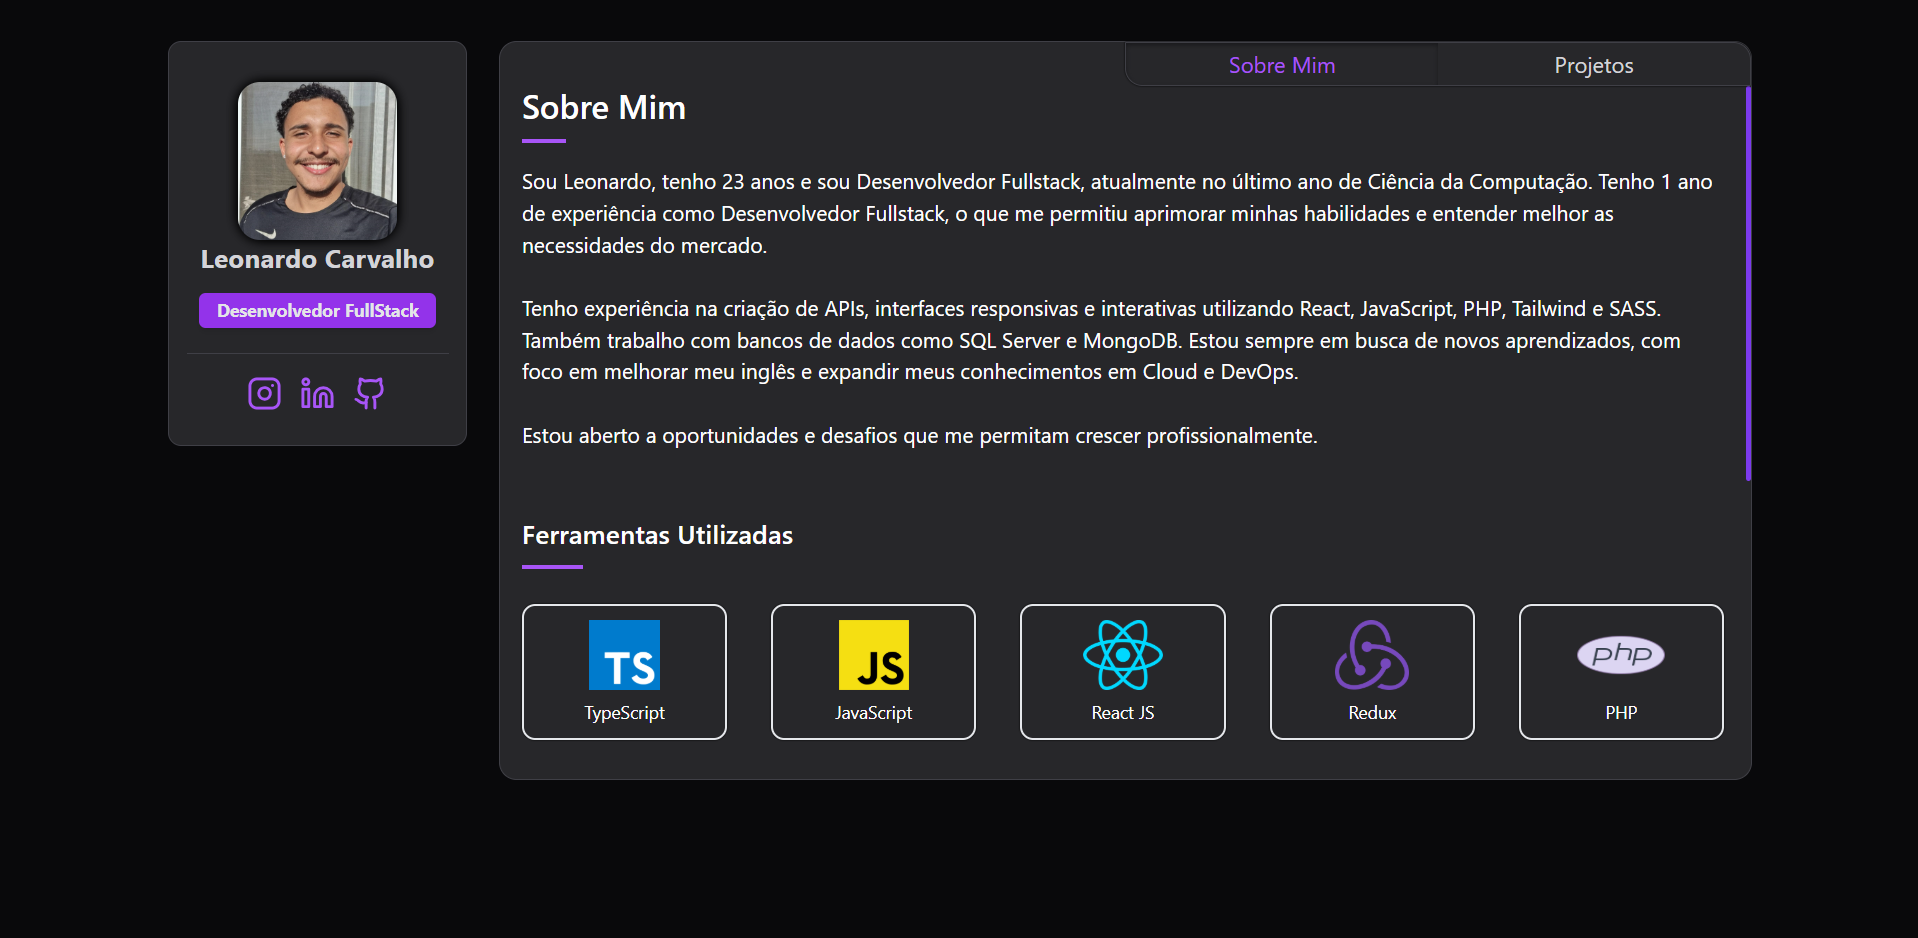 Leonardo Carvalho
Desenvolvedor FullStack
Sobre Mim
Projetos
Sobre Mim
Sou Leonardo, tenho 23 anos e sou Desenvolvedor Fullstack, atualmente no último ano de Ciência da Computação. Tenho 1 ano
de experiência como Desenvolvedor Fullstack, o que me permitiu aprimorar minhas habilidades e entender melhor as
necessidades do mercado.
Tenho experiência na criação de APIs, interfaces responsivas e interativas utilizando React, JavaScript, PHP, Tailwind e SASS.
Também trabalho com bancos de dados como SQL Server e MongoDB. Estou sempre em busca de novos aprendizados, com
foco em melhorar meu inglês e expandir meus conhecimentos em Cloud e DevOps.
Estou aberto a oportunidades e desafios que me permitam crescer profissionalmente.
Ferramentas Utilizadas
TS
TypeScript
JS
JavaScript
React JS
Redux
php
PHP